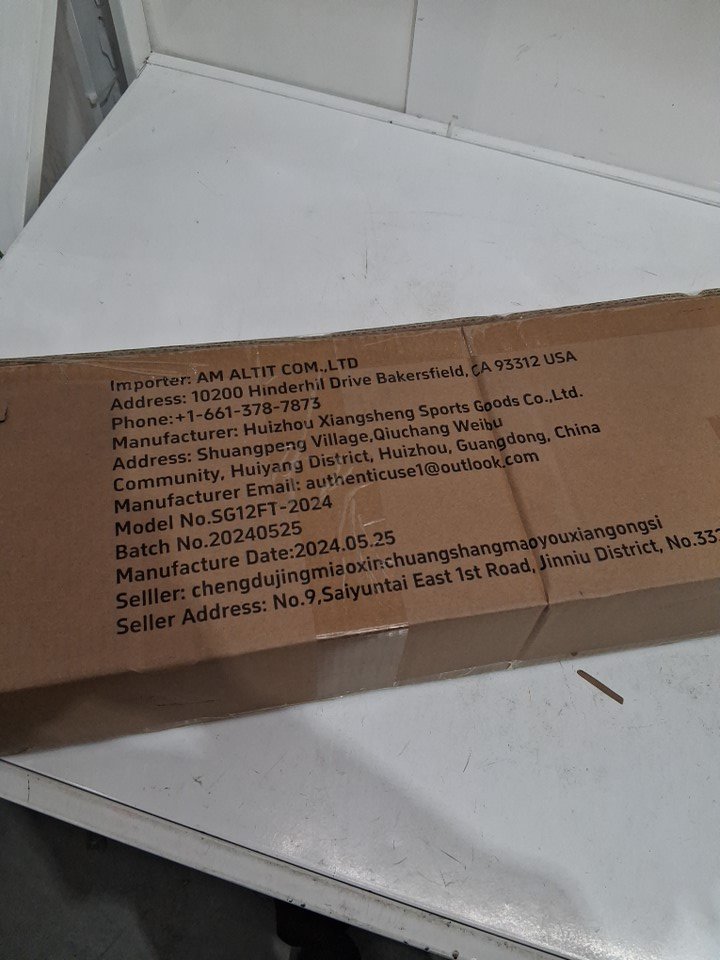 Importer: AM ALTIT COM.,LTD
Address: 10200 Hinderhil Drive Bakersfield, CA 93312 USA
Phone:+1-661-378-7873
Manufacturer: Huizhou Xiangsheng Sports Goods Co.,Ltd.
Address: Shuangpeng Village,Qiuchang Weibu
Community, Huiyang District, Huizhou, Guangdong, China
Manufacturer Email: authenticuse1@outlook.com
Model No.SG12FT-2024
Batch No.20240525
Manufacture Date:2024.05.25
Selller: chengdujingmiaoxinchuangshangmaoyouxiangongsi
Seller Address: No.9,Saiyuntai East 1st Road, Jinniu District, No.333